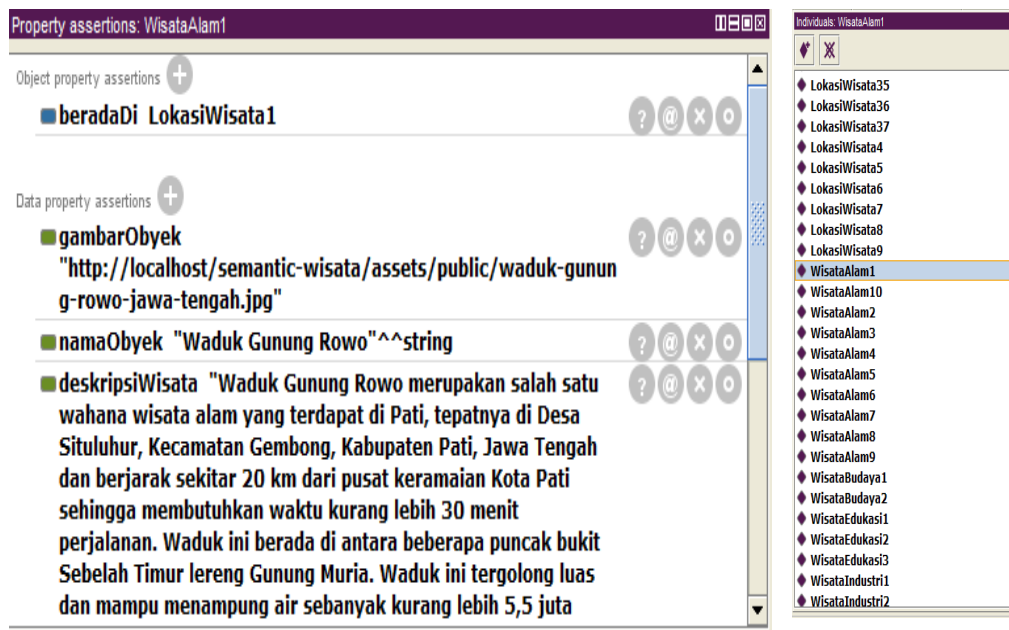 Property assertions: WisataAlam1
Object property assertions
beradaDi LokasiWisata1
Data property assertions
gambarObyek
"http://localhost/semantic-wisata/assets/public/waduk-gunun
g-rowo-jawa-tengah.jpg"
namaObyek "Waduk Gunung Rowo"^^string
deskripsiWisata "Waduk Gunung Rowo merupakan salah satu
wahana wisata alam yang terdapat di Pati, tepatnya di Desa
Situluhur, Kecamatan Gembong, Kabupaten Pati, Jawa Tengah
dan berjarak sekitar 20 km dari pusat keramaian Kota Pati
sehingga membutuhkan waktu kurang lebih 30 menit
perjalanan. Waduk ini berada di antara beberapa puncak bukit
Sebelah Timur lereng Gunung Muria. Waduk ini tergolong luas
dan mampu menampung air sebanyak kurang lebih 5,5 juta
Individuals: WisataAlam1
LokasiWisata35
LokasiWisata36
LokasiWisata37
LokasiWisata4
LokasiWisata5
LokasiWisata6
LokasiWisata7
LokasiWisata8
LokasiWisata9
WisataAlam1
WisataAlam10
WisataAlam2
WisataAlam3
WisataAlam4
WisataAlam5
WisataAlam6
WisataAlam7
WisataAlam8
WisataAlam9
WisataBudaya1
WisataBudaya2
WisataEdukasi1
WisataEdukasi2
WisataEdukasi3
WisataIndustri1
WisataIndustri2